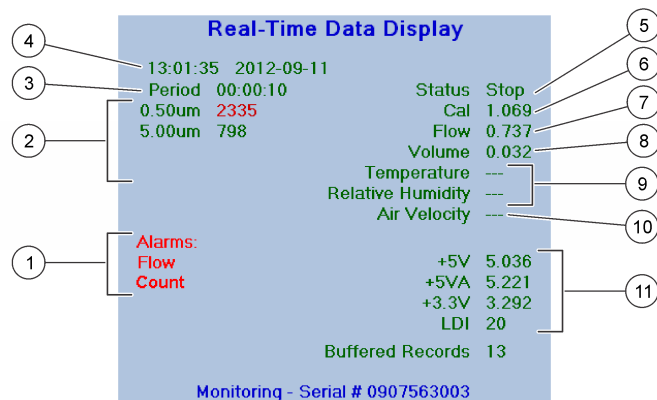 Real-Time Data Display
13:01:35 2012-09-11
Period 00:00:10
0.50um 2335
5.00um 798
Status Stop
Cal 1.069
Flow 0.737
Volume 0.032
Temperature ---
Relative Humidity ---
Air Velocity ---
Alarms:
Flow
Count
+5V 5.036
+5VA 5.221
+3.3V 3.292
LDI 20
Buffered Records 13
Monitoring - Serial # 0907563003
4
3
2
1
5
6
7
8
9
10
11